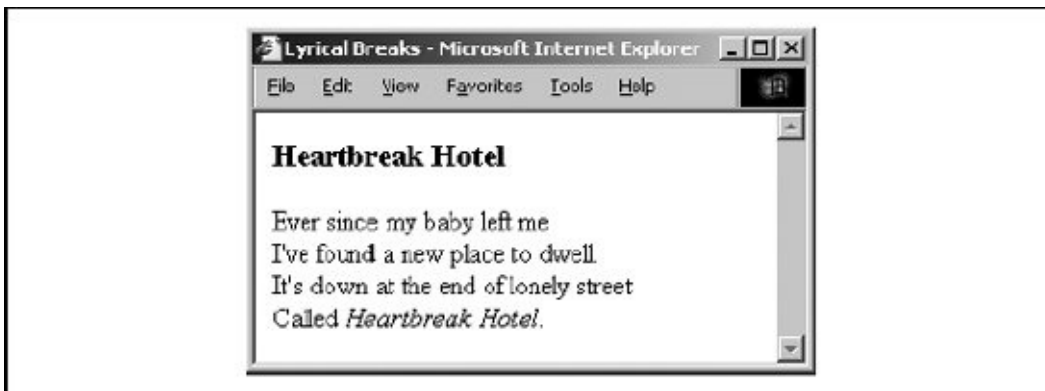 Lyrical Breaks - Microsoft Internet Explorer
File Edit View Favorites Tools Help
Heartbreak Hotel
Ever since my baby left me
I've found a new place to dwell
It's down at the end of lonely street
Called Heartbreak Hotel.